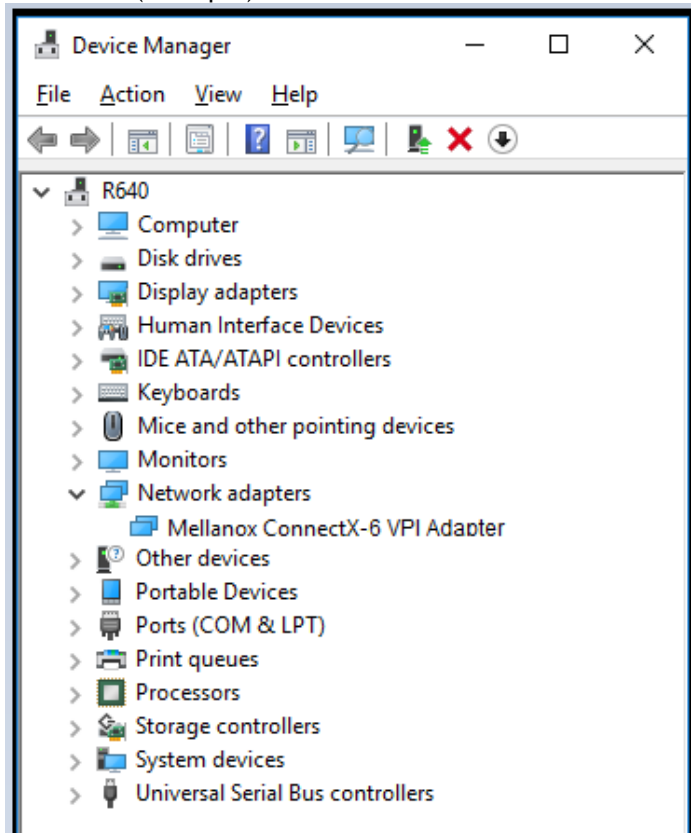 Device Manager
File Action View Help
R640
Computer
Disk drives
Display adapters
Human Interface Devices
IDE ATA/ATAPI controllers
Keyboards
Mice and other pointing devices
Monitors
Network adapters
Mellanox ConnectX-6 VPI Adapter
Other devices
Portable Devices
Ports (COM & LPT)
Print queues
Processors
Storage controllers
System devices
Universal Serial Bus controllers